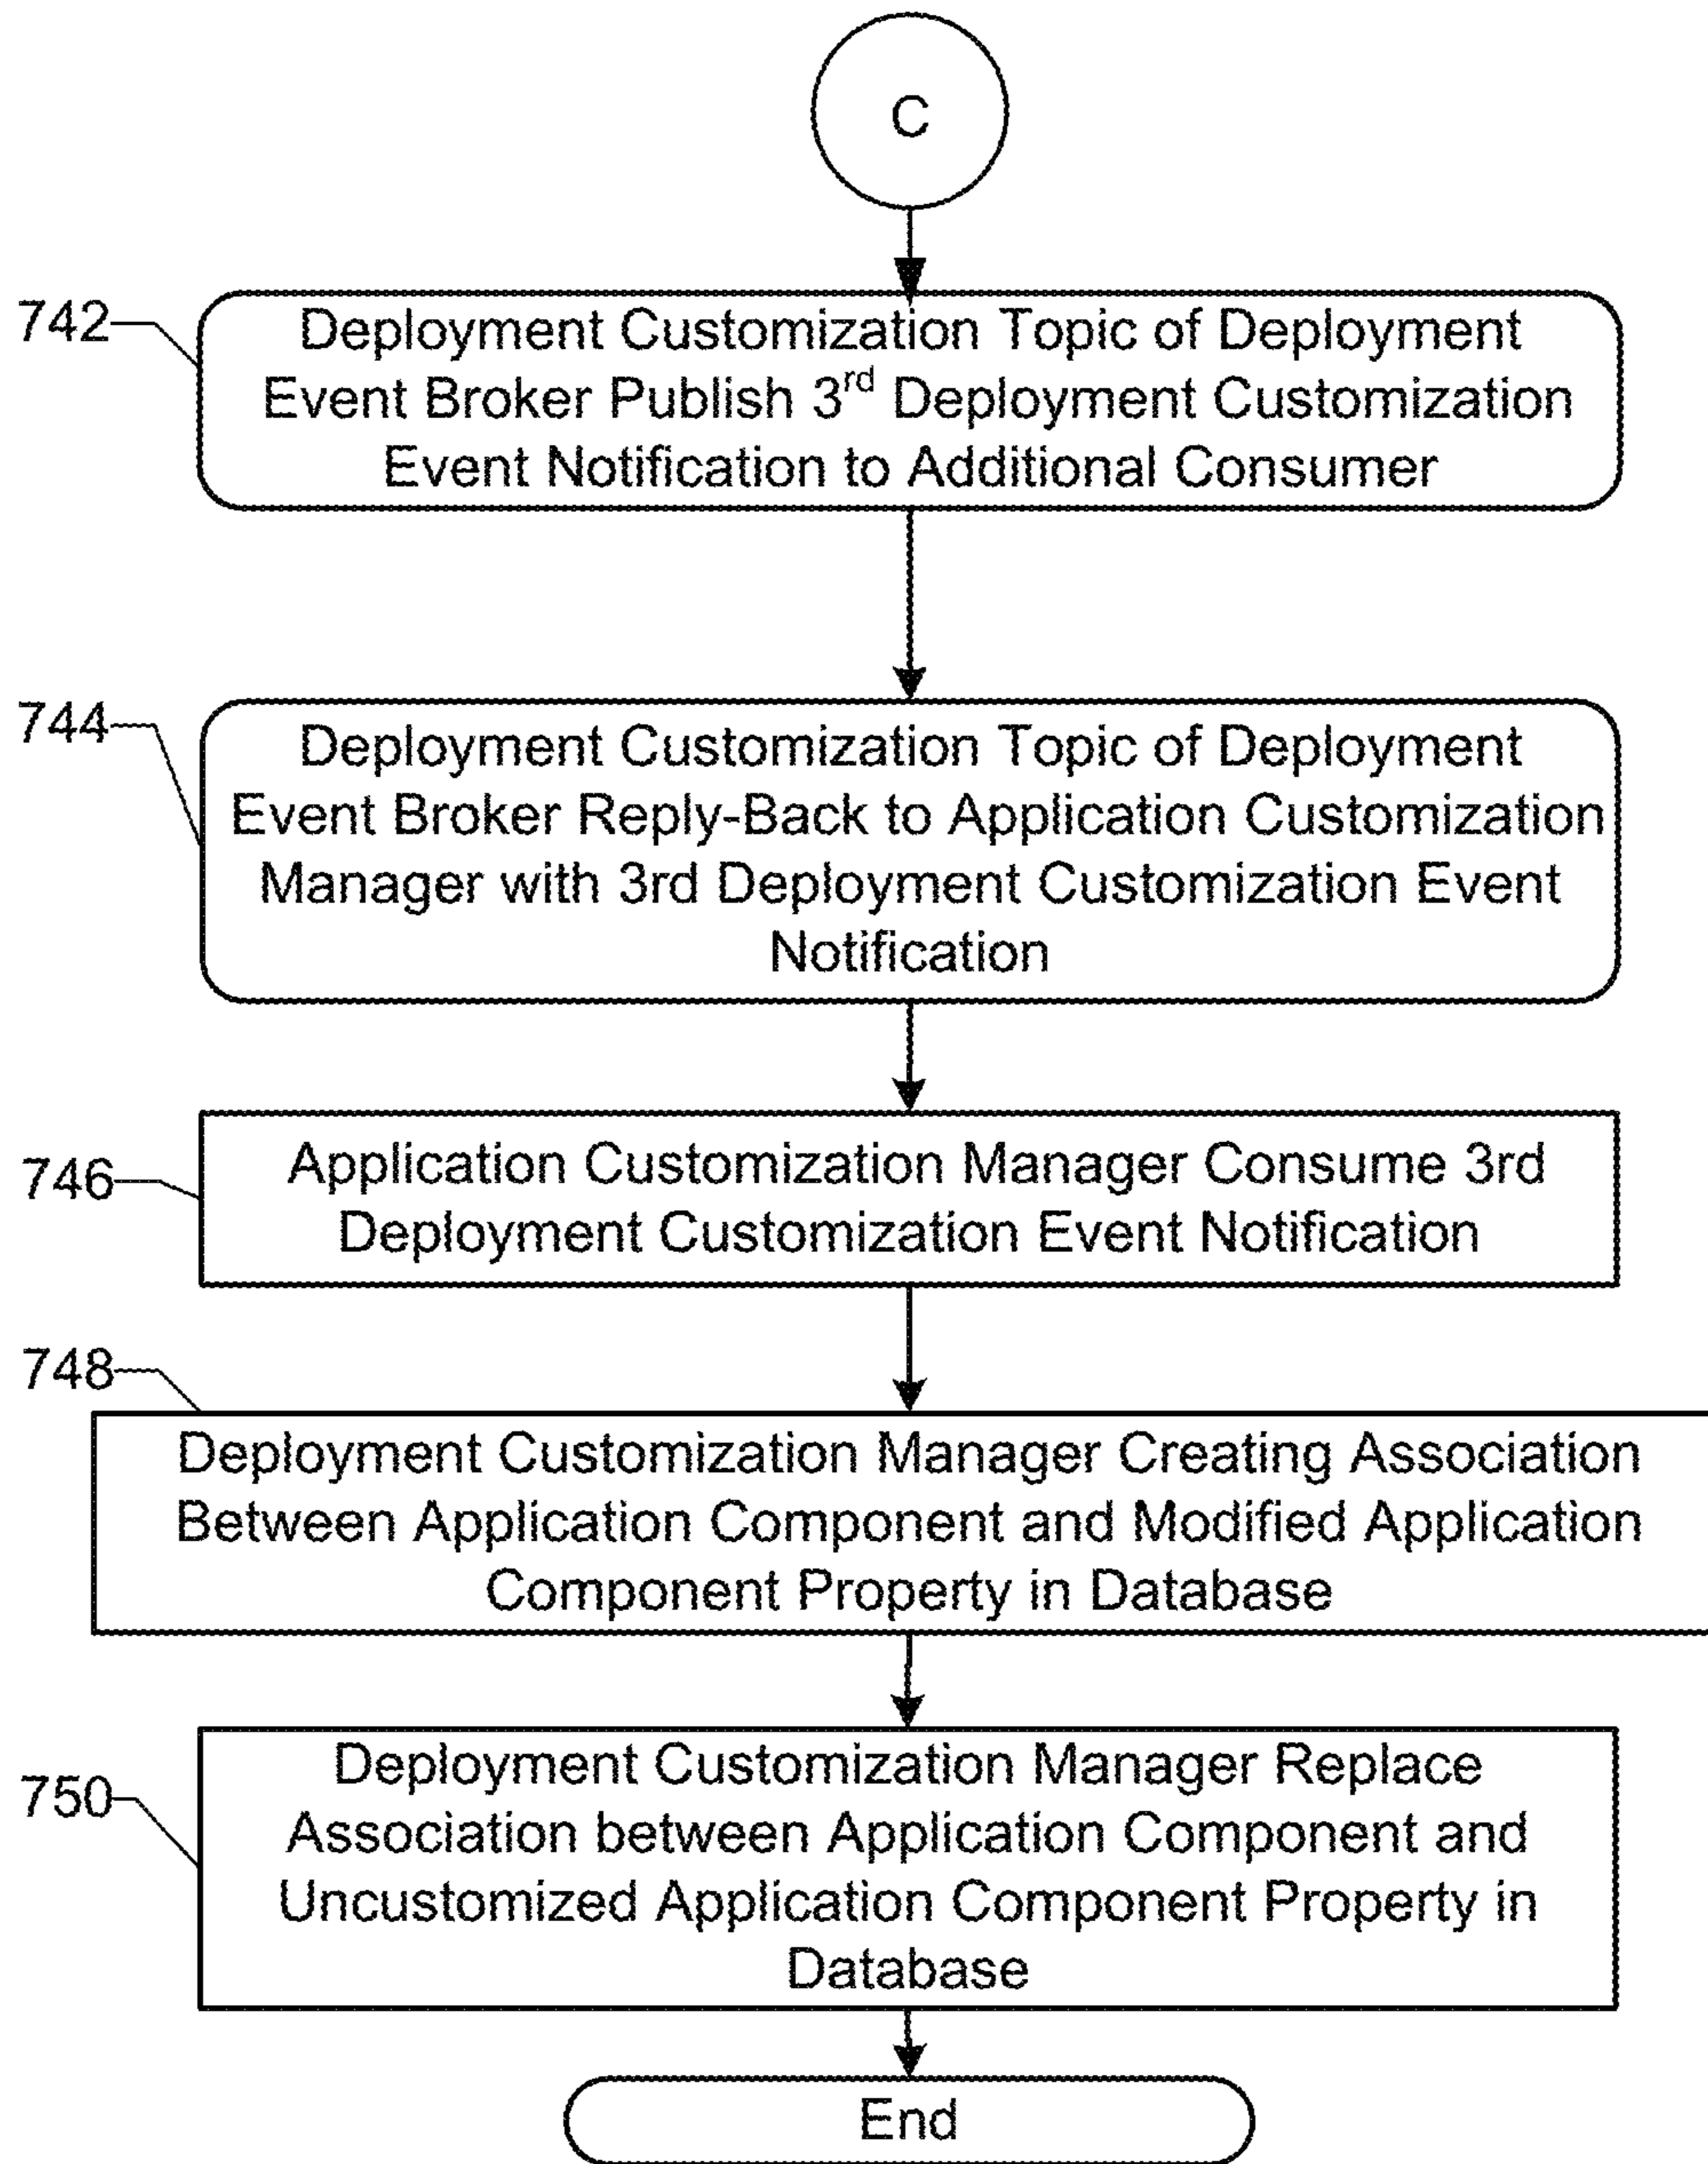 C
742
Deployment Customization Topic of Deployment
Event Broker Publish 3rd Deployment Customization
Event Notification to Additional Consumer
744
Deployment Customization Topic of Deployment
Event Broker Reply-Back to Application Customization
Manager with 3rd Deployment Customization Event
Notification
746
Application Customization Manager Consume 3rd
Deployment Customization Event Notification
748
Deployment Customization Manager Creating Association
Between Application Component and Modified Application
Component Property in Database
750
Deployment Customization Manager Replace
Association between Application Component and
Uncustomized Application Component Property in
Database
End